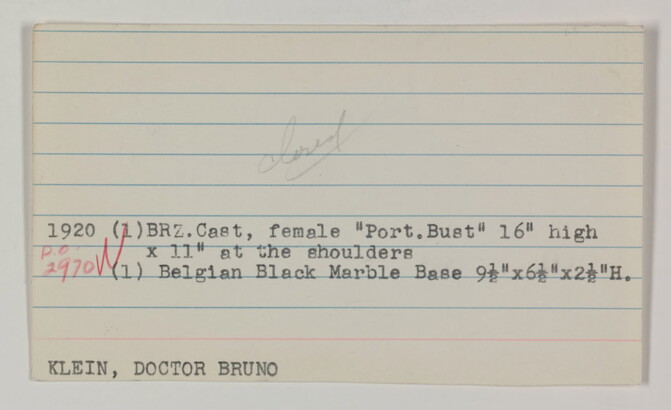 closed
1920 (1)BRZ.Cast, female "Port.Bust" 16" high
x 11" at the shoulders
D.O.
2970 (1) Belgian Black Marble Base 9½"x6½"x2½"H.
KLEIN, DOCTOR BRUNO